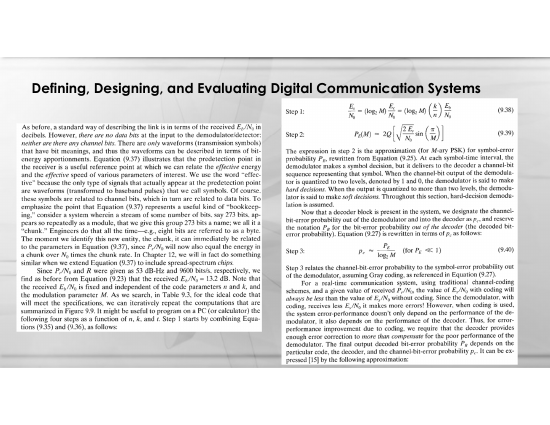 Defining, Designing, and Evaluating Digital Communication Systems
As before, a standard way of describing the link is in terms of the received E_b/N_0 in
decibels. However, there are no data bits at the input to the demodulator/detector;
neither are there any channel bits. There are only waveforms (transmission symbols)
that have bit meanings, and thus the waveforms can be described in terms of bit-
energy apportionments. Equation (9.37) illustrates that the predetection point in
the receiver is a useful reference point at which we can relate the effective energy
and the effective speed of various parameters of interest. We use the word "effec-
tive" because the only type of signals that actually appear at the predetection point
are waveforms (transformed to baseband pulses) that we call symbols. Of course,
these symbols are related to channel bits, which in turn are related to data bits. To
emphasize the point that Equation (9.37) represents a useful kind of "bookkeep-
ing," consider a system wherein a stream of some number of bits, say 273 bits, ap-
pears so repeatedly as a module, that we give this group 273 bits a name; we all it a
"chunk." Engineers do that all the time—e.g., eight bits are referred to as a byte.
The moment we identify this new entity, the chunk, it can immediately be related
to the parameters in Equation (9.37), since P_r/N_0 will now also equal the energy in
a chunk over N_0 times the chunk rate. In Chapter 12, we will in fact do something
similar when we extend Equation (9.37) to include spread-spectrum chips.
Since P_r/N_0 and R were given as 53 dB-Hz and 9600 bits/s, respectively, we
find as before from Equation (9.23) that the received E_b/N_0 = 13.2 dB. Note that
the received E_b/N_0 is fixed and independent of the code parameters n and k, and
the modulation parameter M. As we search, in Table 9.3, for the ideal code that
will meet the specifications, we can iteratively repeat the computations that are
summarized in Figure 9.9. It might be useful to program on a PC (or calculator) the
following four steps as a function of n, k, and t. Step 1 starts by combining Equa-
tions (9.35) and (9.36), as follows:
Step 1: E_s/N_0 = (log_2 M) E_c/N_0 = (log_2 M) (k/n) E_b/N_0 (9.38)
Step 2: P_E(M) ≈ 2Q [ √(2 E_s/N_0) sin (π/M) ] (9.39)
The expression in step 2 is the approximation (for M-ary PSK) for symbol-error
probability P_E, rewritten from Equation (9.25). At each symbol-time interval, the
demodulator makes a symbol decision, but it delivers to the decoder a channel-bit
sequence representing that symbol. When the channel-bit output of the demodula-
tor is quantized to two levels, denoted by 1 and 0, the demodulator is said to make
hard decisions. When the output is quantized to more than two levels, the demodu-
lator is said to make soft decisions. Throughout this section, hard-decision demodu-
lation is assumed.
Now that a decoder block is present in the system, we designate the channel-
bit-error probability out of the demodulator and into the decoder as p_c, and reserve
the notation P_B for the bit-error probability out of the decoder (the decoded bit-
error probability). Equation (9.27) is rewritten in terms of p_c as follows:
Step 3: p_c ≈ P_E / log_2 M (for P_E ≪ 1) (9.40)
Step 3 relates the channel-bit-error probability to the symbol-error probability out
of the demodulator, assuming Gray coding, as referenced in Equation (9.27).
For a real-time communication system, using traditional channel-coding
schemes, and a given value of received P_r/N_0, the value of E_s/N_0 with coding will
always be less than the value of E_s/N_0 without coding. Since the demodulator, with
coding, receives less E_s/N_0 it makes more errors! However, when coding is used,
the system error-performance doesn't only depend on the performance of the de-
modulator, it also depends on the performance of the decoder. Thus, for error-
performance improvement due to coding, we require that the decoder provides
enough error correction to more than compensate for the poor performance of the
demodulator. The final output decoded bit-error probability P_B depends on the
particular code, the decoder, and the channel-bit-error probability p_c. It can be ex-
pressed [15] by the following approximation: